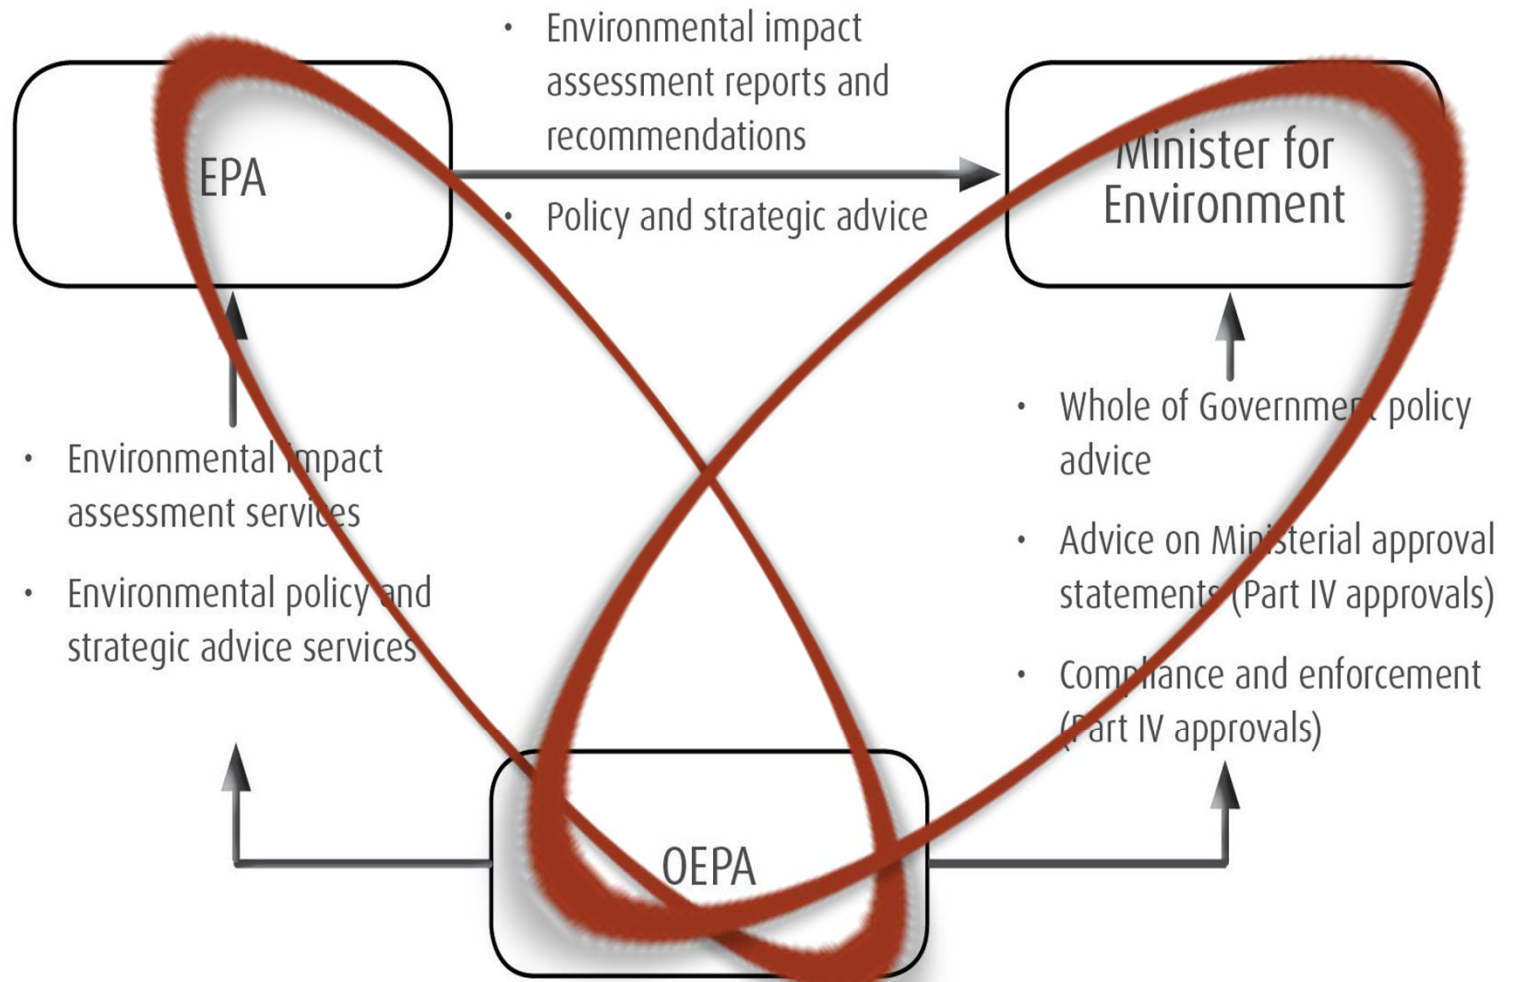 • Environmental impact
assessment reports and
recommendations
EPA
Minister for
Environment
• Policy and strategic advice
• Environmental impact
assessment services
• Environmental policy and
strategic advice services
• Whole of Government policy
advice
• Advice on Ministerial approval
statements (Part IV approvals)
• Compliance and enforcement
(Part IV approvals)
OEPA